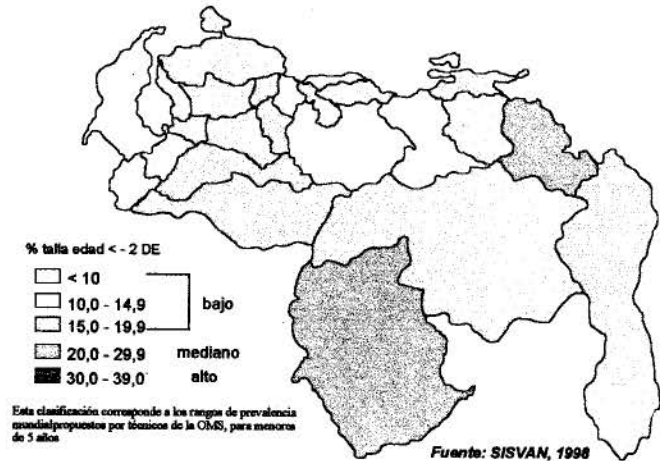 % talla edad < - 2 DE
< 10
10,0 - 14,9 bajo
15,0 - 19,9
20,0 - 29,9 mediano
30,0 - 39,0 alto
Esta clasificación corresponde a los rangos de prevalencia
mundialpropuestos por técnicos de la OMS, para menores
de 5 años
Fuente: SISVAN, 1998